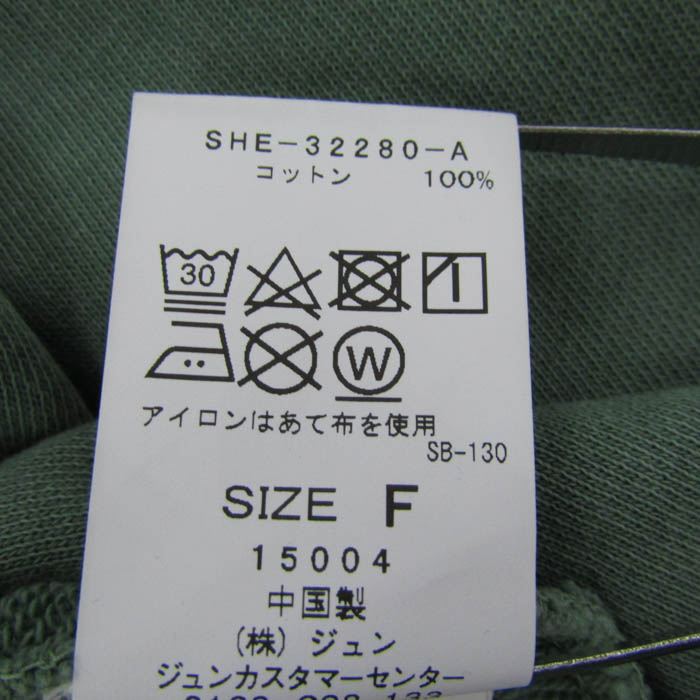 SHE-32280-A
コットン 100%
30
W
アイロンはあて布を使用
SB-130
SIZE F
15004
中国製
(株)ジュン
ジュンカスタマーセンター